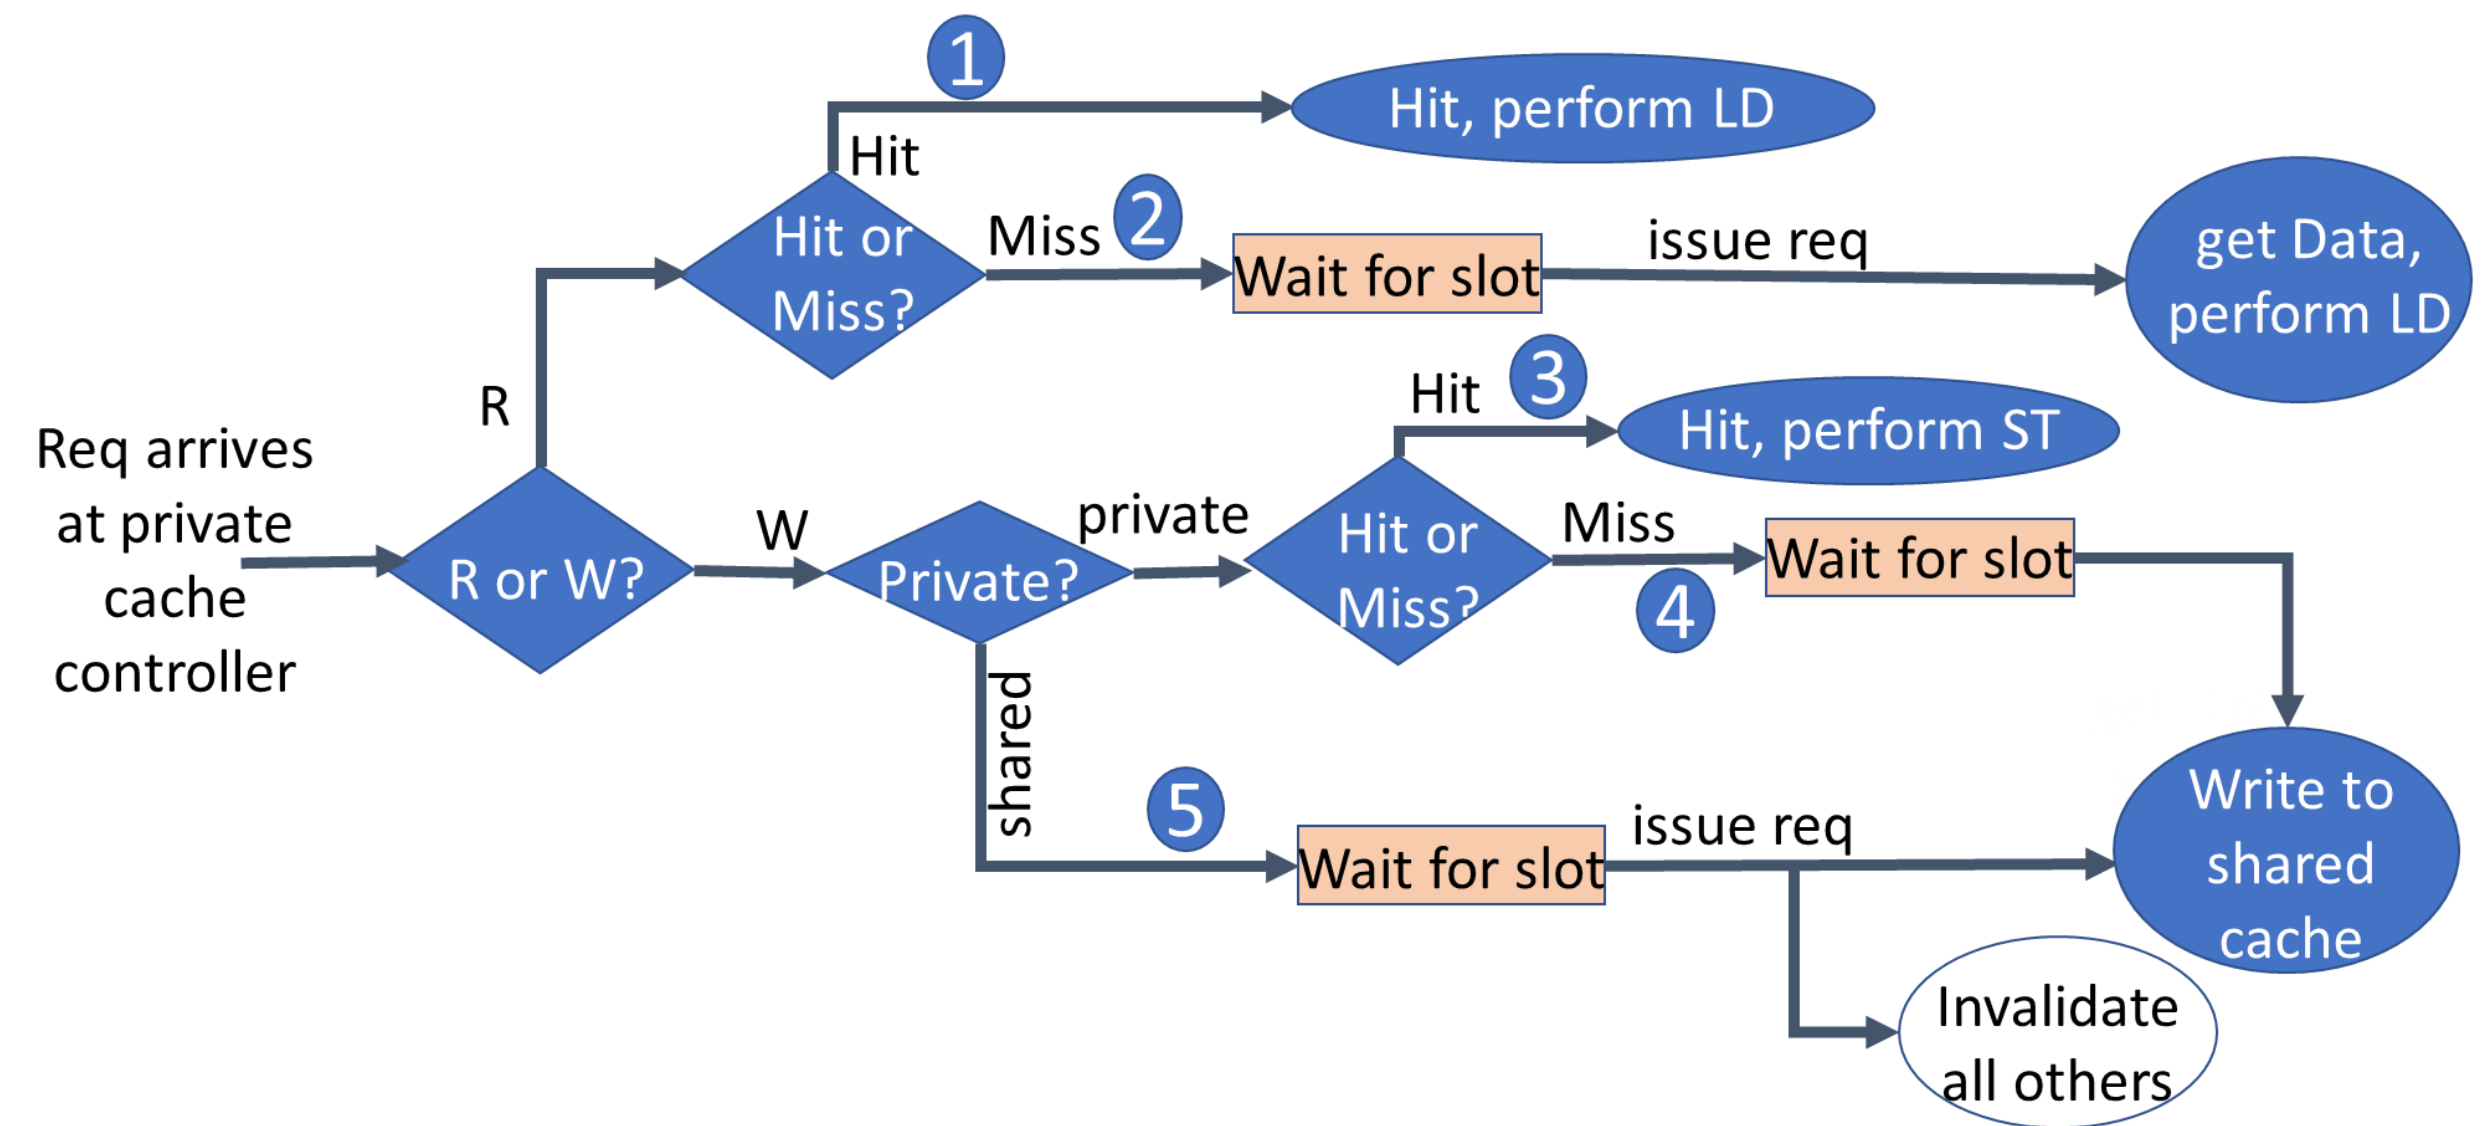 1
Hit, perform LD
Hit
Hit or
Miss?
Miss
2
Wait for slot
issue req
get Data,
perform LD
R
Req arrives
at private
cache
controller
R or W?
W
Private?
private
Hit or
Miss?
Hit
3
Hit, perform ST
Miss
4
Wait for slot
shared
5
Wait for slot
issue req
Write to
shared
cache
Invalidate
all others